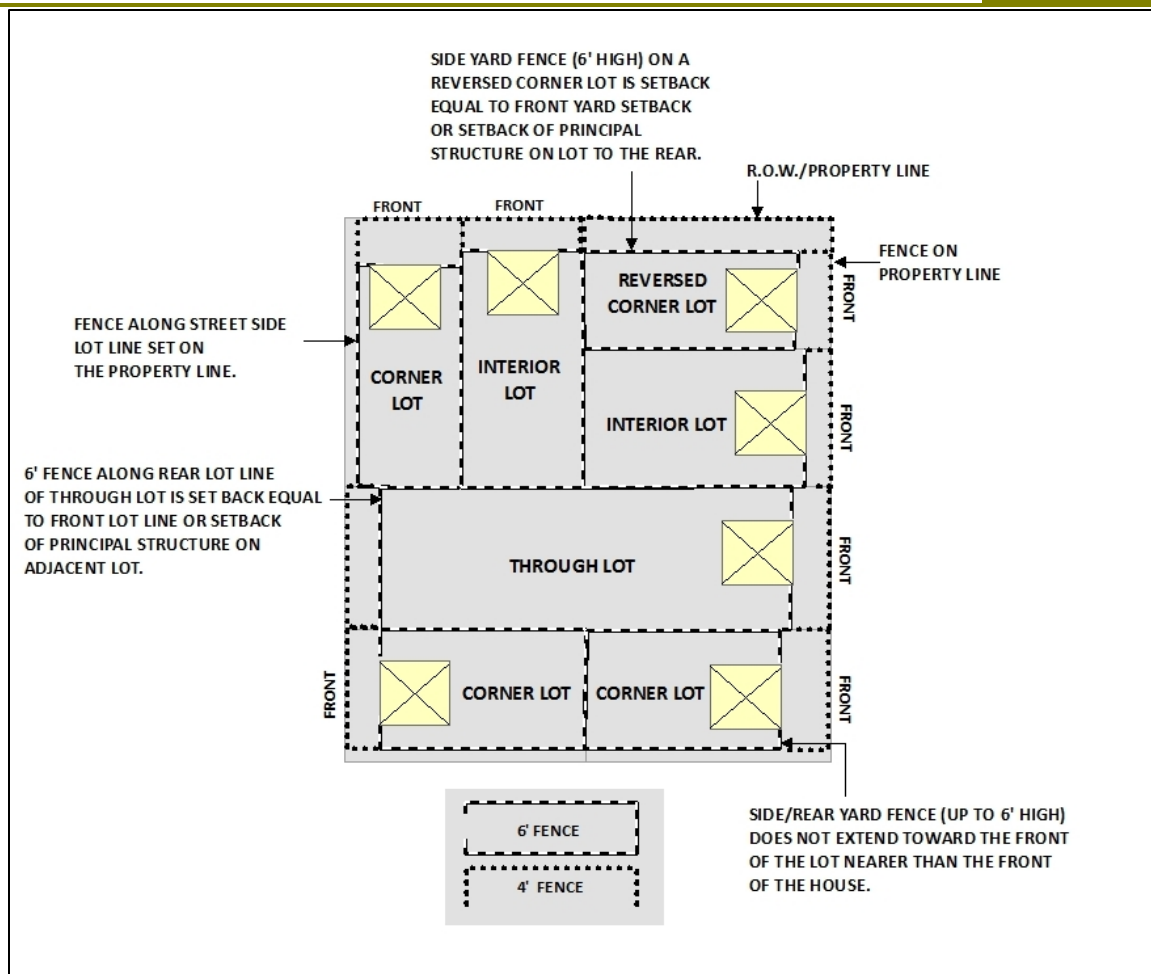 SIDE YARD FENCE (6' HIGH) ON A
REVERSED CORNER LOT IS SETBACK
EQUAL TO FRONT YARD SETBACK
OR SETBACK OF PRINCIPAL
STRUCTURE ON LOT TO THE REAR.
R.O.W./PROPERTY LINE
FRONT
FRONT
FENCE ON
PROPERTY LINE
REVERSED
CORNER LOT
FRONT
FENCE ALONG STREET SIDE
LOT LINE SET ON
THE PROPERTY LINE.
CORNER
LOT
INTERIOR
LOT
INTERIOR LOT
FRONT
6' FENCE ALONG REAR LOT LINE
OF THROUGH LOT IS SET BACK EQUAL
TO FRONT LOT LINE OR SETBACK
OF PRINCIPAL STRUCTURE ON
ADJACENT LOT.
THROUGH LOT
FRONT
FRONT
CORNER LOT
CORNER LOT
FRONT
SIDE/REAR YARD FENCE (UP TO 6' HIGH)
DOES NOT EXTEND TOWARD THE FRONT
OF THE LOT NEARER THAN THE FRONT
OF THE HOUSE.
6' FENCE
4' FENCE